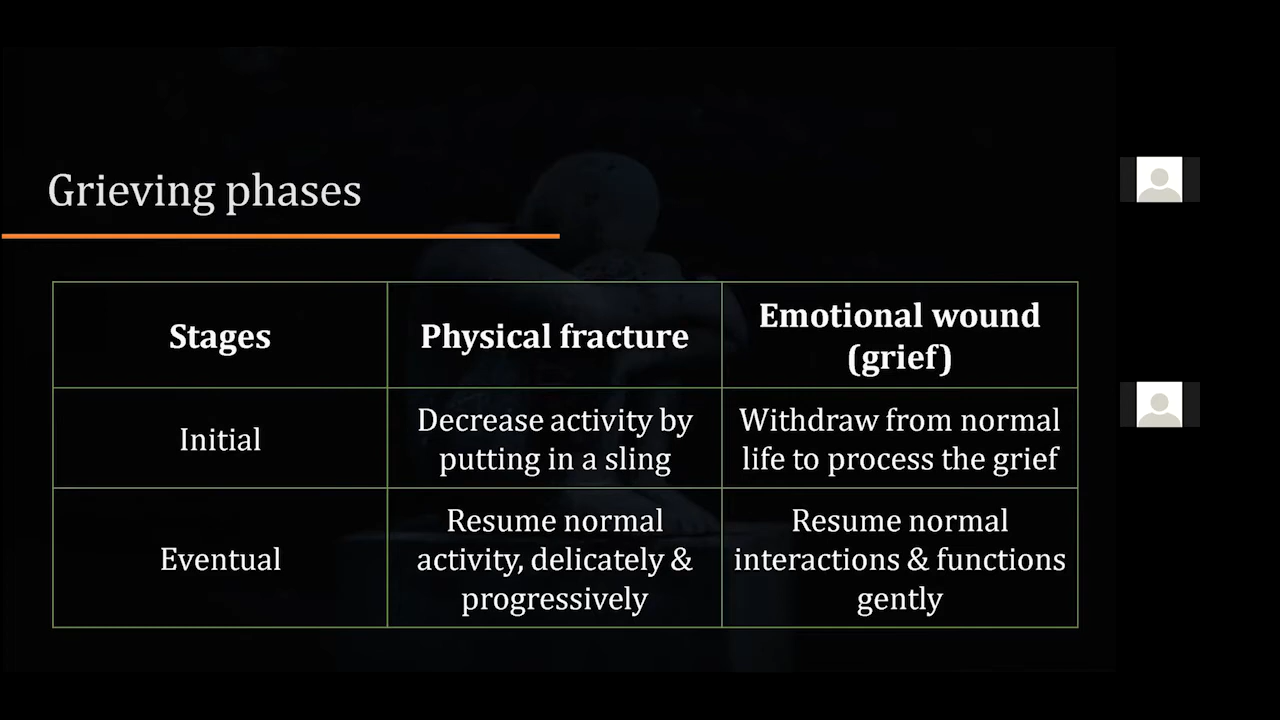 Grieving phases
Stages
Physical fracture
Emotional wound
(grief)
Initial
Decrease activity by
putting in a sling
Withdraw from normal
life to process the grief
Eventual
Resume normal
activity, delicately &
progressively
Resume normal
interactions & functions
gently